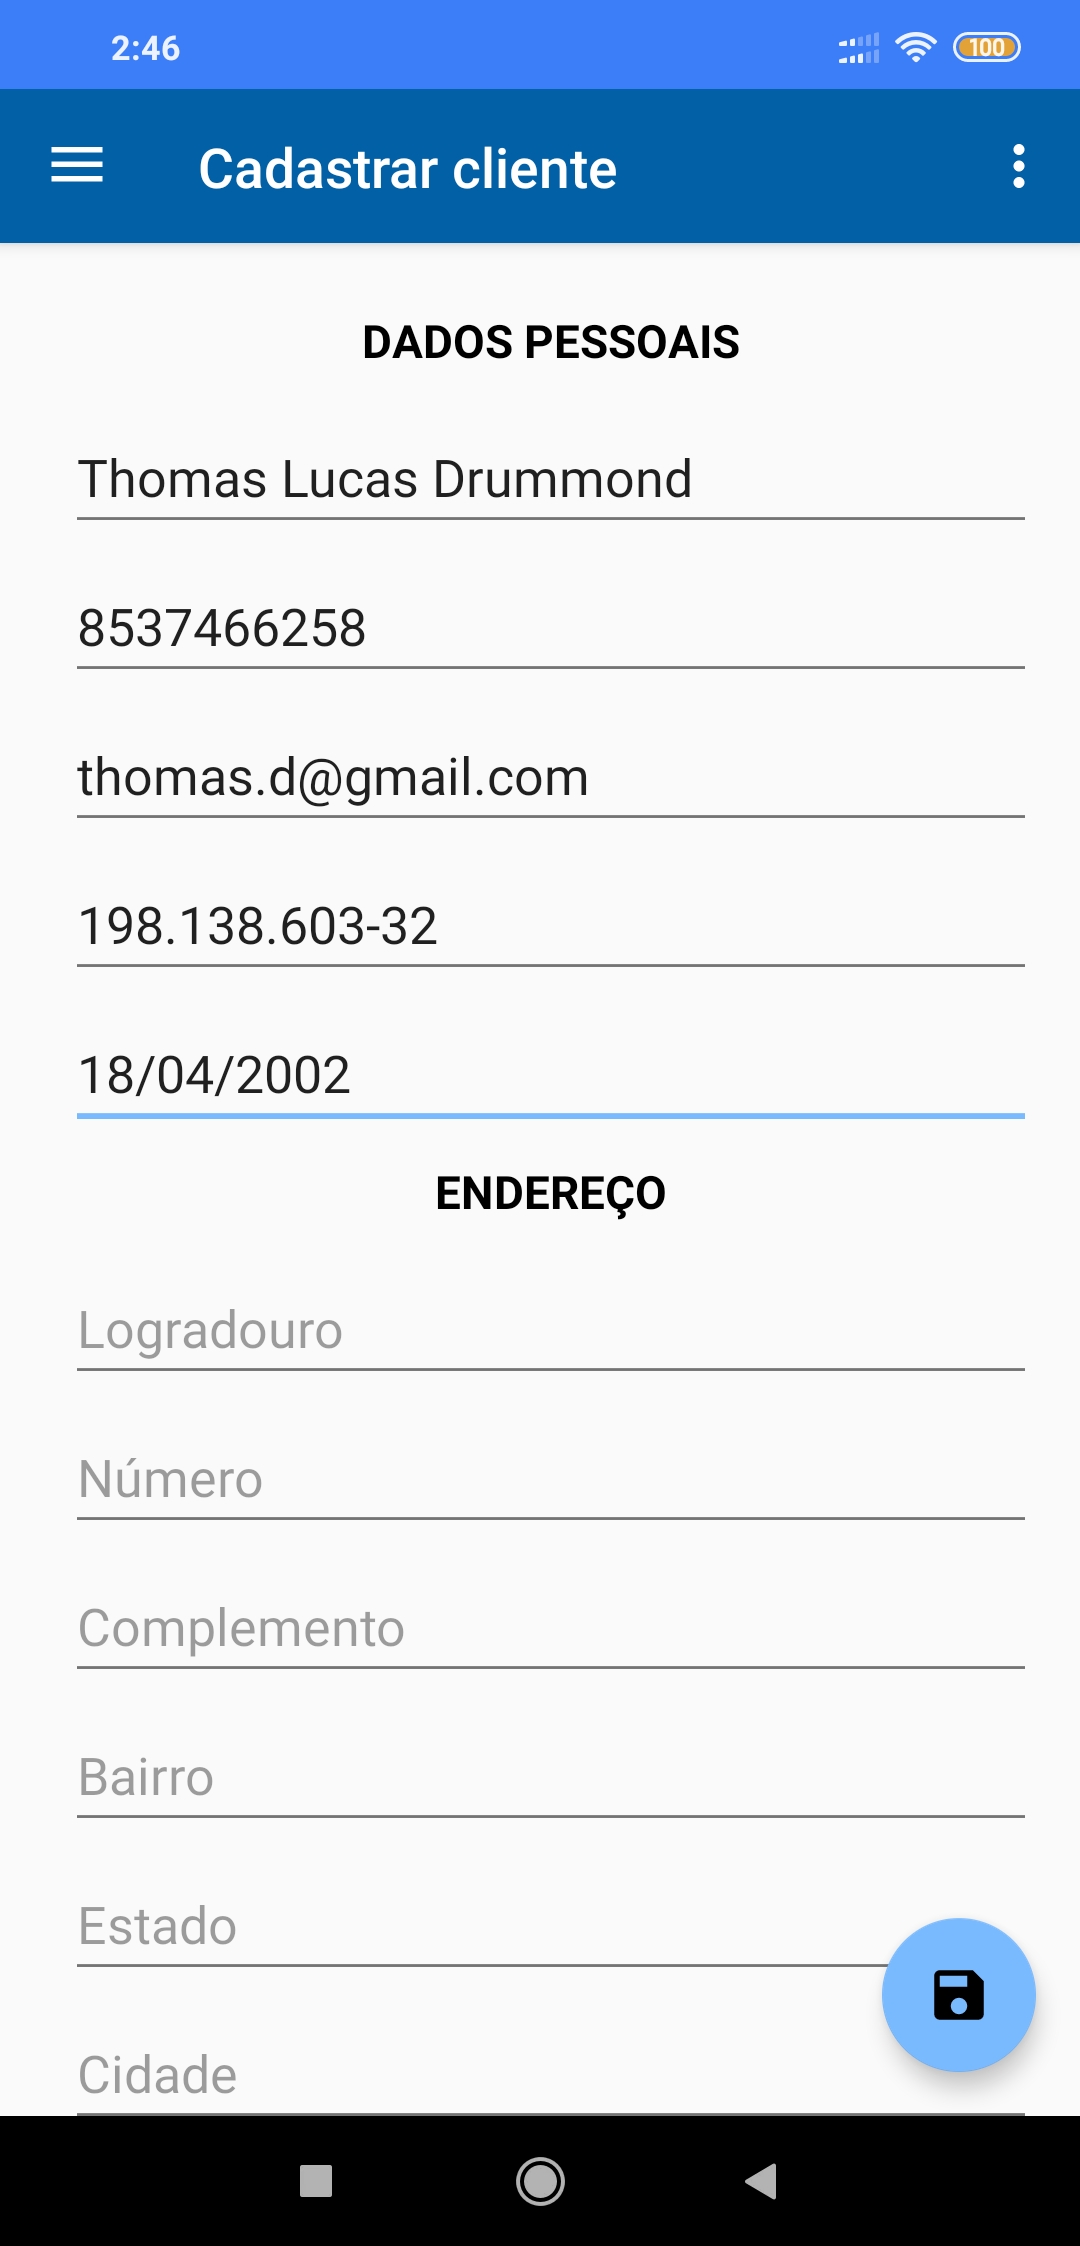 2:46
100
Cadastrar cliente
DADOS PESSOAIS
Thomas Lucas Drummond
8537466258
thomas.d@gmail.com
198.138.603-32
18/04/2002
ENDEREÇO
Logradouro
Número
Complemento
Bairro
Estado
Cidade